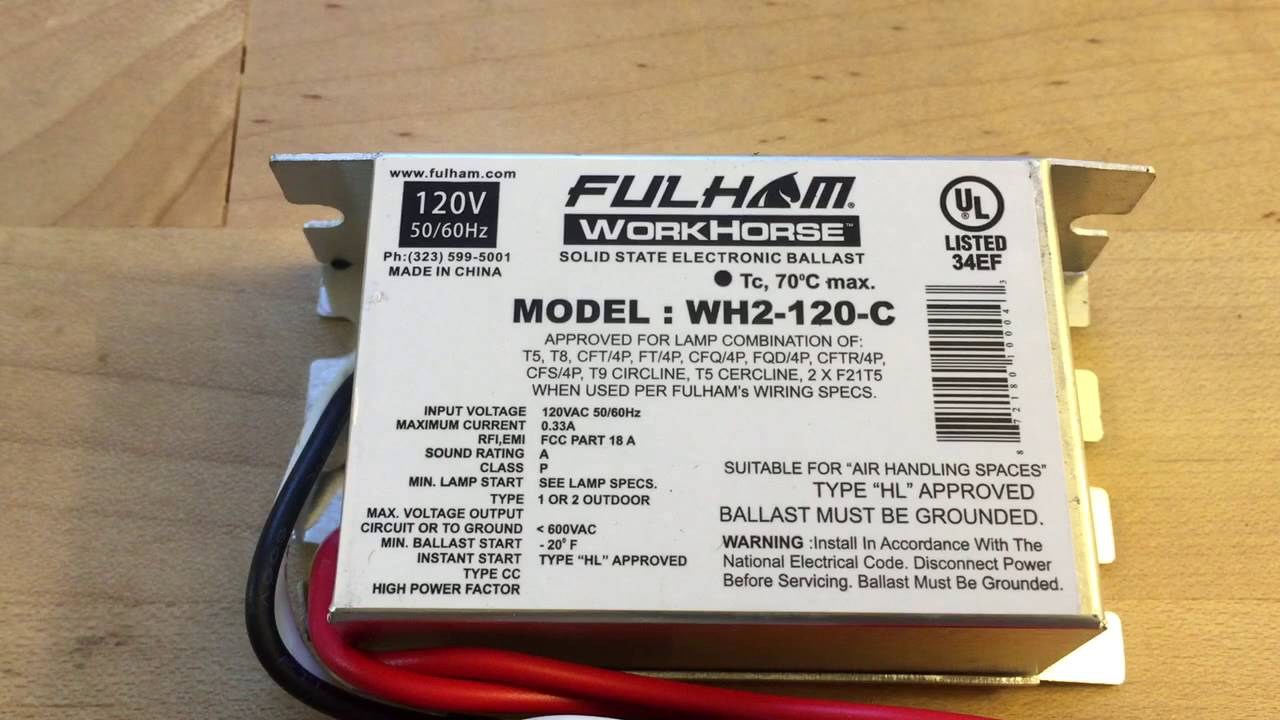 www.fulham.com
120V
50/60Hz
Ph:(323) 599-5001
MADE IN CHINA
FULHAM®
WORKHORSE™
SOLID STATE ELECTRONIC BALLAST
Tc, 70°C max.
MODEL : WH2-120-C
APPROVED FOR LAMP COMBINATION OF:
T5, T8, CFT/4P, FT/4P, CFQ/4P, FQD/4P, CFTR/4P,
CFS/4P, T9 CIRCLINE, T5 CERCLINE, 2 X F21T5
WHEN USED PER FULHAM's WIRING SPECS.
UL
LISTED
34EF
8 72180 10004 3
INPUT VOLTAGE 120VAC 50/60Hz
MAXIMUM CURRENT 0.33A
RFI,EMI FCC PART 18 A
SOUND RATING A
CLASS P
MIN. LAMP START SEE LAMP SPECS.
TYPE 1 OR 2 OUTDOOR
MAX. VOLTAGE OUTPUT
CIRCUIT OR TO GROUND < 600VAC
MIN. BALLAST START - 20° F
INSTANT START TYPE "HL" APPROVED
TYPE CC
HIGH POWER FACTOR
SUITABLE FOR "AIR HANDLING SPACES"
TYPE "HL" APPROVED
BALLAST MUST BE GROUNDED.
WARNING :Install In Accordance With The
National Electrical Code. Disconnect Power
Before Servicing. Ballast Must Be Grounded.